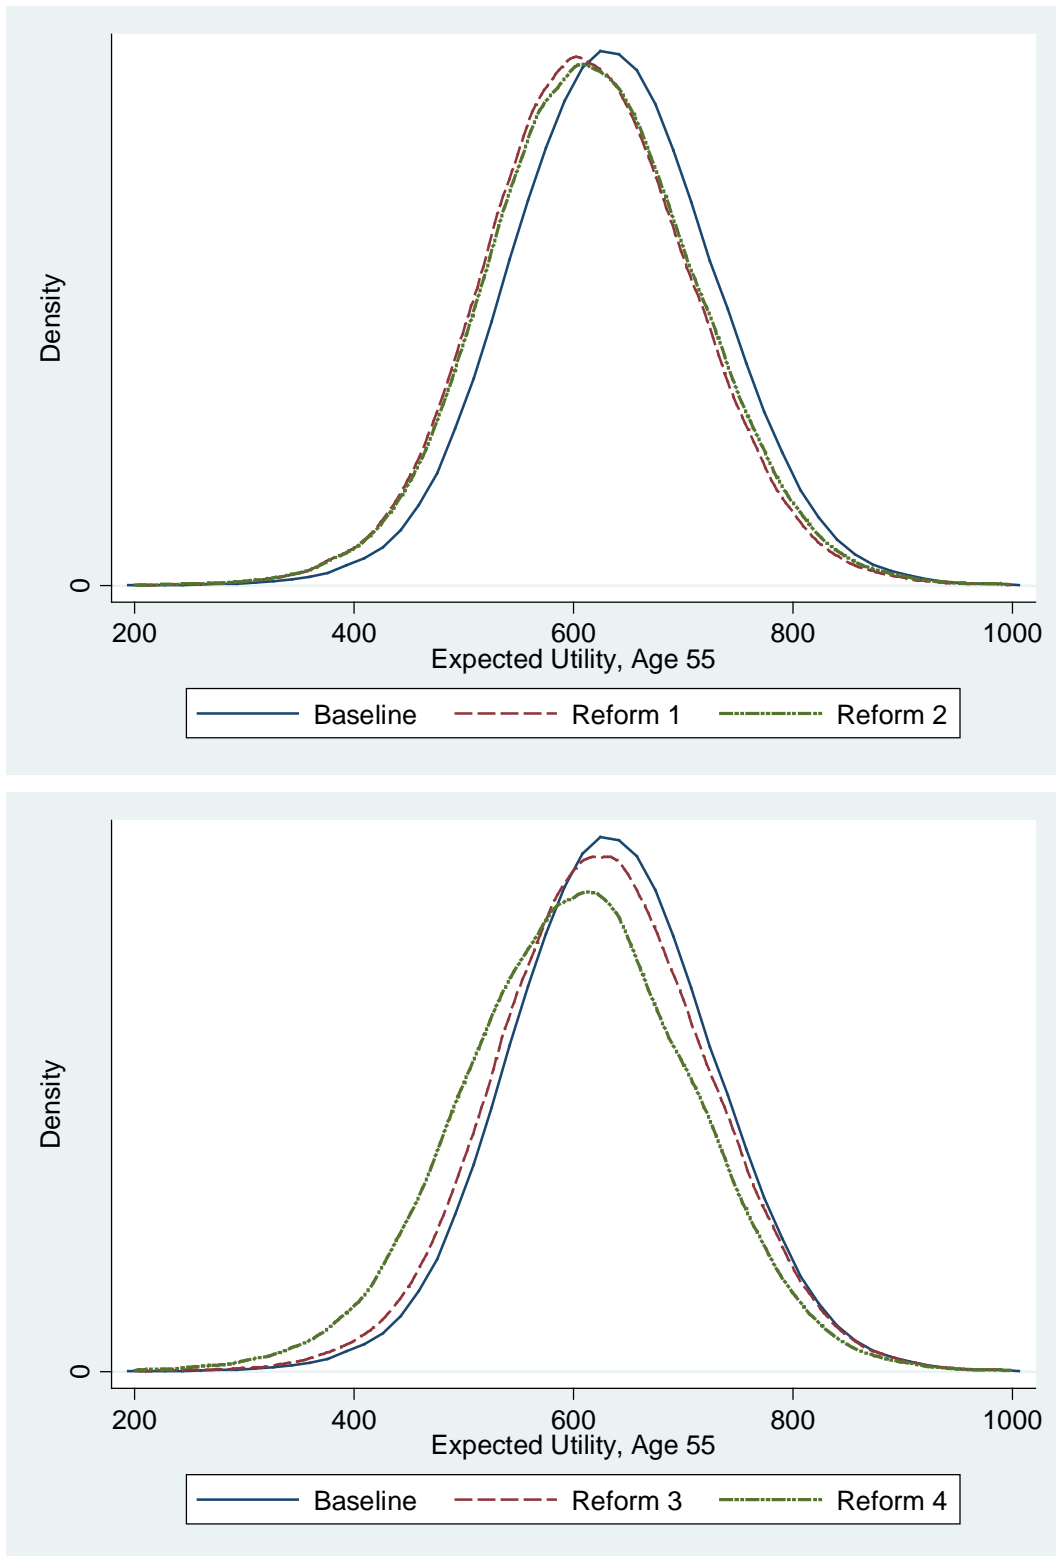 Density
0
200 400 600 800 1000
Expected Utility, Age 55
Baseline Reform 1 Reform 2
Density
0
200 400 600 800 1000
Expected Utility, Age 55
Baseline Reform 3 Reform 4